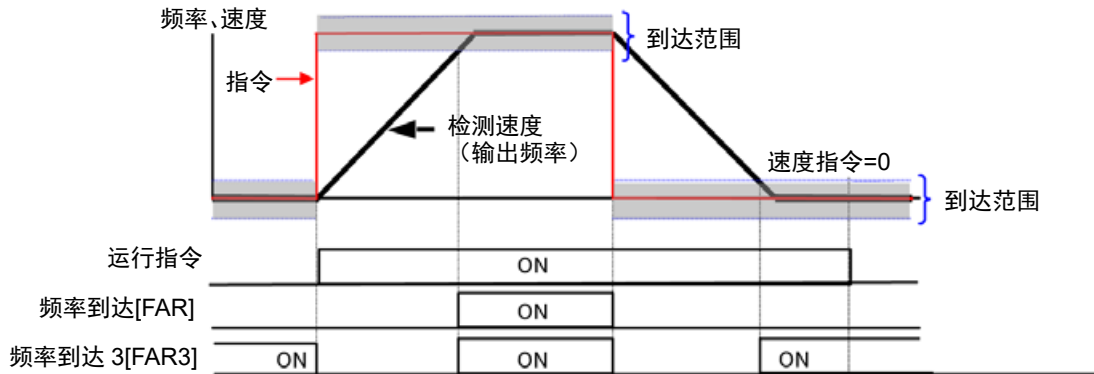 频率、速度
到达范围
指令
检测速度
（输出频率）
速度指令=0
到达范围
运行指令
ON
频率到达[FAR]
ON
频率到达 3[FAR3]
ON
ON
ON